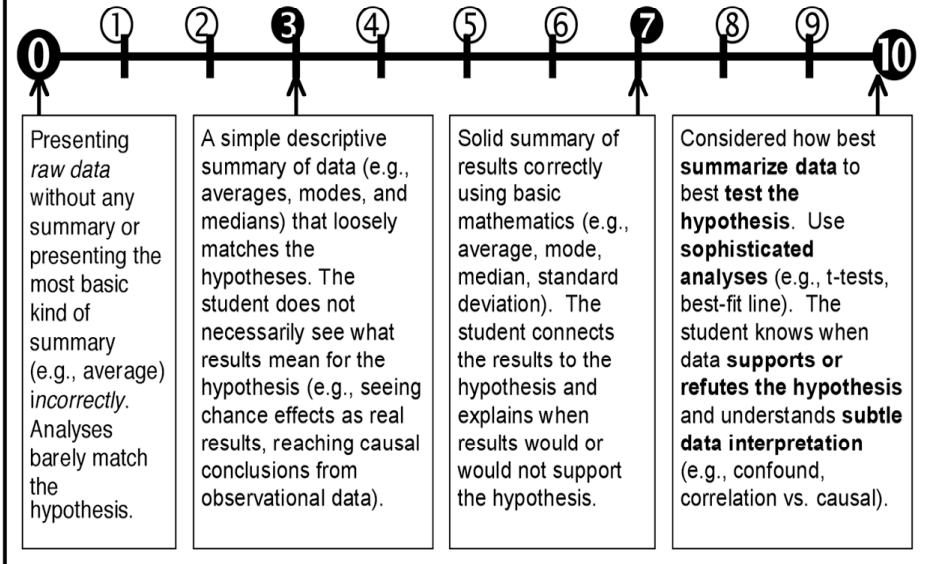 0 1 2 3 4 5 6 7 8 9 10
Presenting
raw data
without any
summary or
presenting the
most basic
kind of
summary
(e.g., average)
incorrectly.
Analyses
barely match
the
hypothesis.
A simple descriptive
summary of data (e.g.,
averages, modes, and
medians) that loosely
matches the
hypotheses. The
student does not
necessarily see what
results mean for the
hypothesis (e.g., seeing
chance effects as real
results, reaching causal
conclusions from
observational data).
Solid summary of
results correctly
using basic
mathematics (e.g.,
average, mode,
median, standard
deviation). The
student connects
the results to the
hypothesis and
explains when
results would or
would not support
the hypothesis.
Considered how best
summarize data to
best test the
hypothesis. Use
sophisticated
analyses (e.g., t-tests,
best-fit line). The
student knows when
data supports or
refutes the hypothesis
and understands subtle
data interpretation
(e.g., confound,
correlation vs. causal).